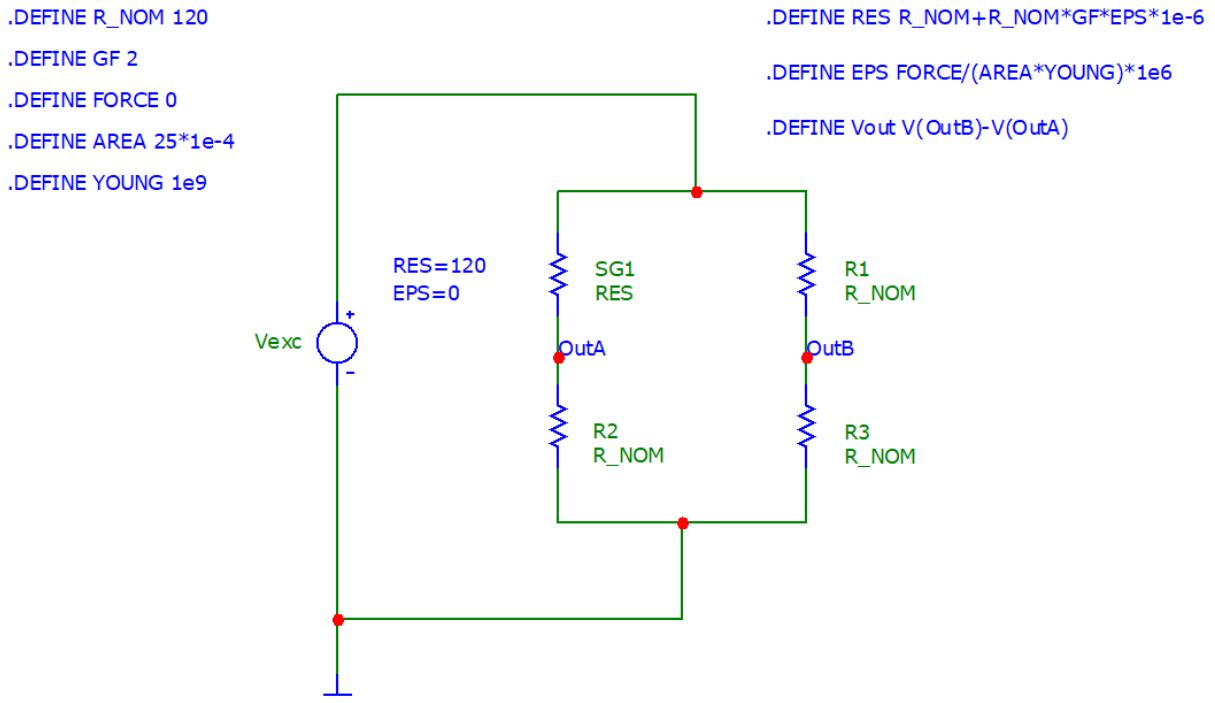 .DEFINE R_NOM 120
.DEFINE GF 2
.DEFINE FORCE 0
.DEFINE AREA 25*1e-4
.DEFINE YOUNG 1e9
.DEFINE RES R_NOM+R_NOM*GF*EPS*1e-6
.DEFINE EPS FORCE/(AREA*YOUNG)*1e6
.DEFINE Vout V(OutB)-V(OutA)
RES=120
EPS=0
SG1
RES
R1
R_NOM
Vexc
+
-
OutA
OutB
R2
R_NOM
R3
R_NOM